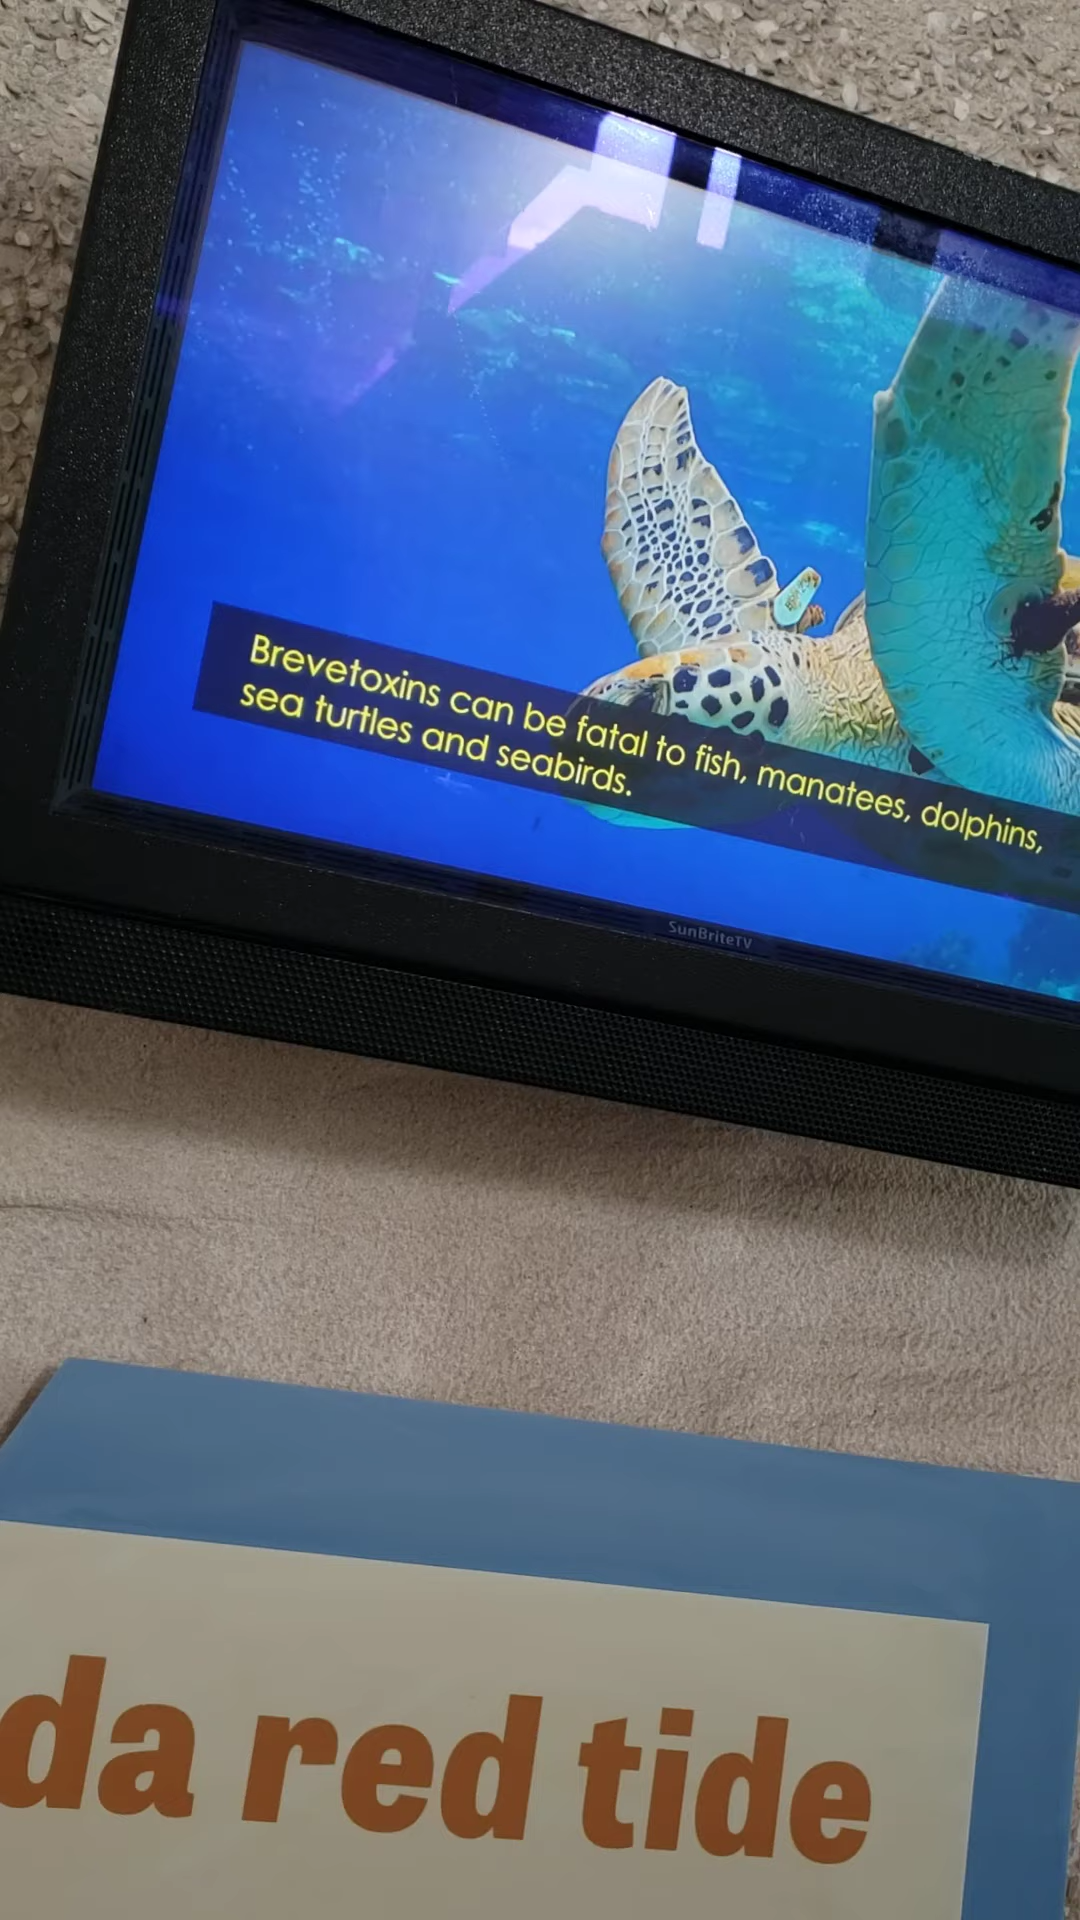 Brevetoxins can be fatal to fish, manatees, dolphins,
sea turtles and seabirds.
SunBriteTV
da red tide